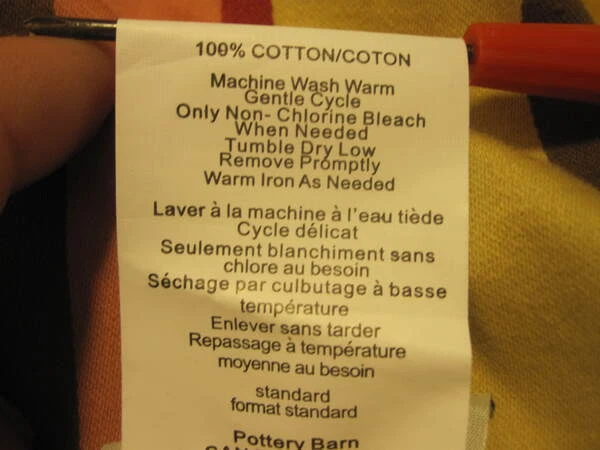 100% COTTON/COTON
Machine Wash Warm
Gentle Cycle
Only Non- Chlorine Bleach
When Needed
Tumble Dry Low
Remove Promptly
Warm Iron As Needed
Laver à la machine à l'eau tiède
Cycle délicat
Seulement blanchiment sans
chlore au besoin
Séchage par culbutage à basse
température
Enlever sans tarder
Repassage à température
moyenne au besoin
standard
format standard
Pottery Barn